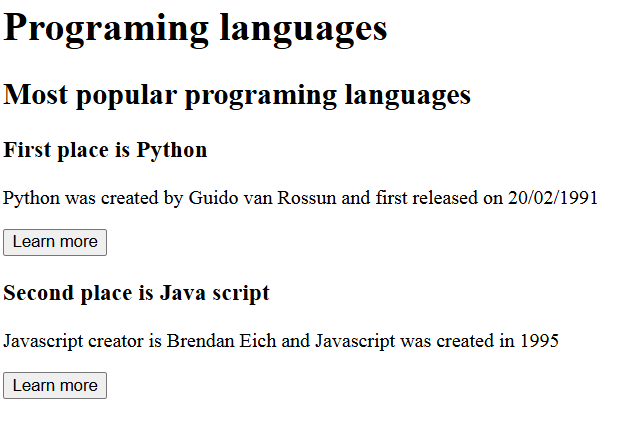 Programing languages
Most popular programing languages
First place is Python
Python was created by Guido van Rossun and first released on 20/02/1991
Learn more
Second place is Java script
Javascript creator is Brendan Eich and Javascript was created in 1995
Learn more